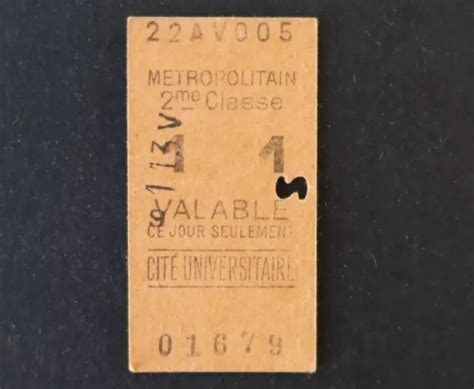 22AV005
METROPOLITAIN
2me Classe
1 1
VALABLE
CE JOUR SEULEMENT
CITÉ UNIVERSITAIRE
01679